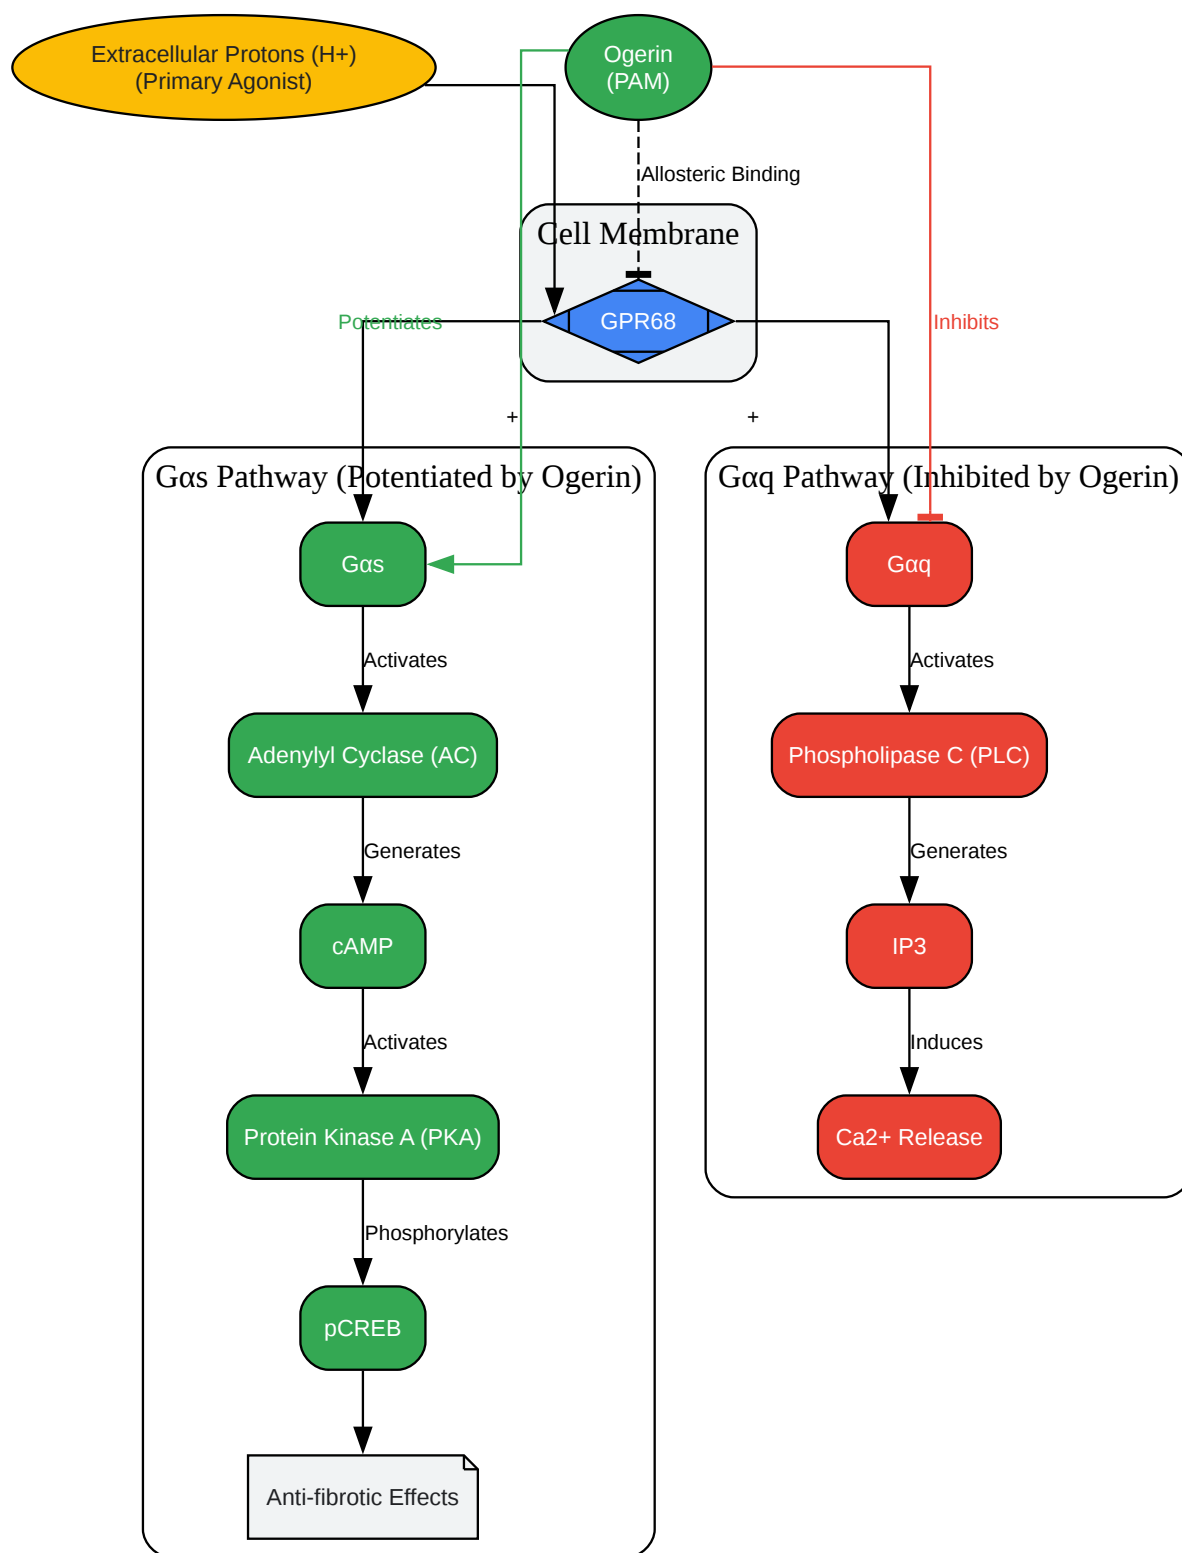 Extracellular Protons (H+)
(Primary Agonist)
Ogerin
(PAM)
Allosteric Binding
Cell Membrane
Potentiates
GPR68
Inhibits
+
+
Gαs Pathway (Potentiated by Ogerin)
Gαq Pathway (Inhibited by Ogerin)
Gαs
Gαq
Activates
Activates
Adenylyl Cyclase (AC)
Phospholipase C (PLC)
Generates
Generates
cAMP
IP3
Activates
Induces
Protein Kinase A (PKA)
Ca2+ Release
Phosphorylates
pCREB
Anti-fibrotic Effects